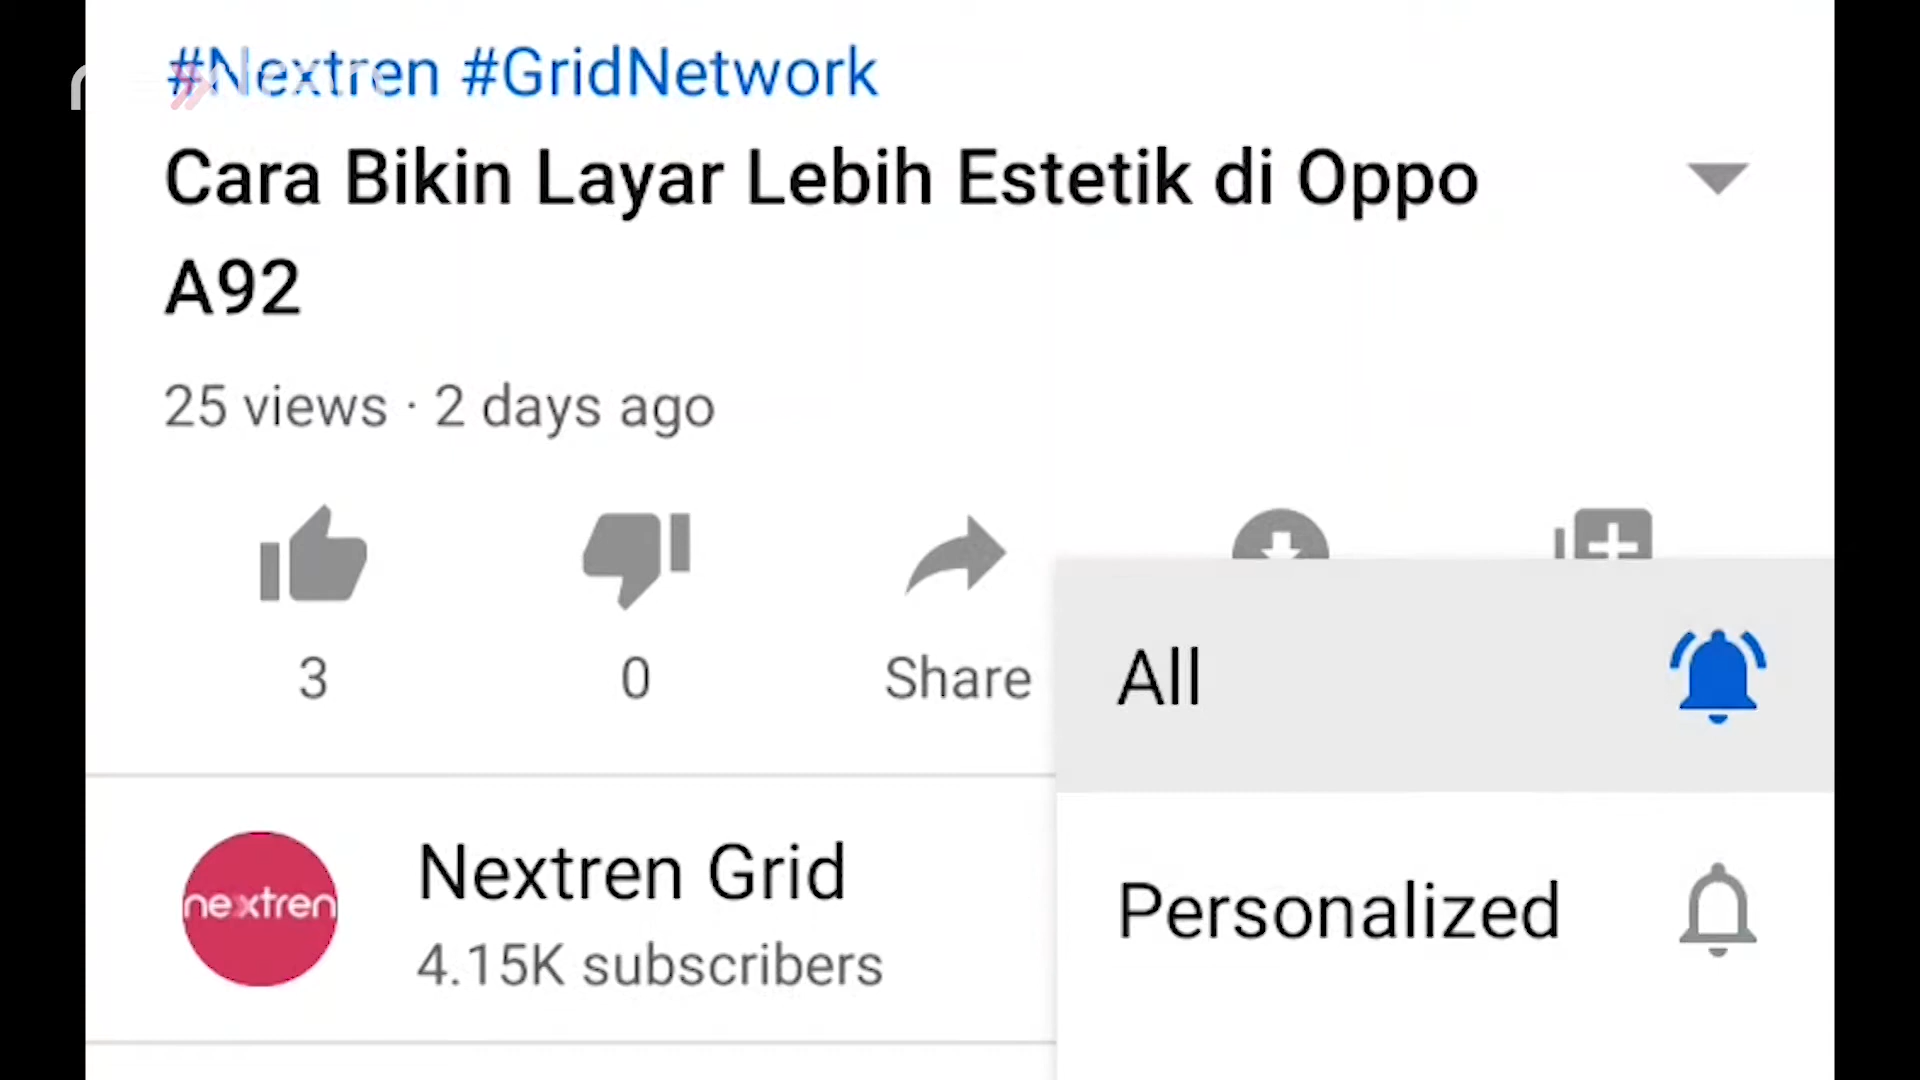 #Nextren #GridNetwork
Cara Bikin Layar Lebih Estetik di Oppo
A92
25 views · 2 days ago
3
0
Share
All
nextren
Nextren Grid
4.15K subscribers
Personalized